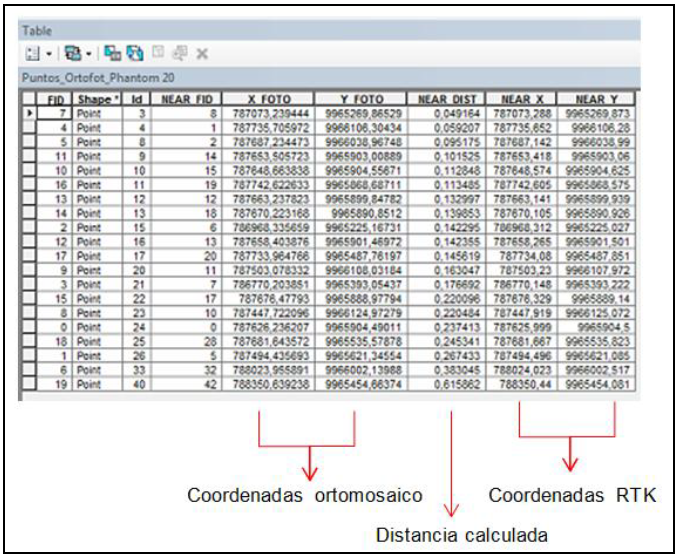 Table
Puntos_Ortofot_Phantom 20
FID Shape * Id NEAR FID X FOTO Y FOTO NEAR DIST NEAR X NEAR Y
7 Point 3 8 787073,239444 9965269,86529 0,049164 787073,288 9965269,873
4 Point 4 1 787735,705972 9966106,30434 0,059207 787735,652 9966106,28
5 Point 8 2 787687,234473 9966038,96748 0,095175 787687,142 9966038,99
11 Point 9 14 787653,505723 9965903,00889 0,101525 787653,418 9965903,06
10 Point 10 15 787648,663838 9965904,55671 0,112848 787648,574 9965904,625
16 Point 11 19 787742,622633 9965868,68711 0,113485 787742,605 9965868,575
13 Point 12 12 787663,237823 9965899,84782 0,132997 787663,141 9965899,939
14 Point 13 18 787670,223168 9965890,8512 0,139853 787670,105 9965890,926
2 Point 15 6 786968,335659 9965225,16731 0,142295 786968,312 9965225,027
12 Point 16 13 787658,403876 9965901,46972 0,142355 787658,265 9965901,501
17 Point 17 20 787733,964766 9965487,76197 0,145619 787734,08 9965487,851
9 Point 20 11 787503,078332 9966108,03184 0,163047 787503,23 9966107,972
3 Point 21 7 786770,203851 9965393,05437 0,176692 786770,148 9965393,222
15 Point 22 17 787676,47793 9965888,97794 0,220096 787676,329 9965889,14
8 Point 23 10 787447,722096 9966124,97279 0,220484 787447,919 9966125,072
0 Point 24 0 787626,236207 9965904,49011 0,237413 787625,999 9965904,5
18 Point 25 28 787681,643572 9965535,57878 0,245341 787681,667 9965535,823
1 Point 26 5 787494,435693 9965621,34554 0,267433 787494,496 9965621,085
6 Point 33 32 788023,955891 9966002,13988 0,383045 788024,023 9966002,517
19 Point 40 42 788350,639238 9965454,66374 0,615862 788350,44 9965454,081
Coordenadas ortomosaico
Coordenadas RTK
Distancia calculada